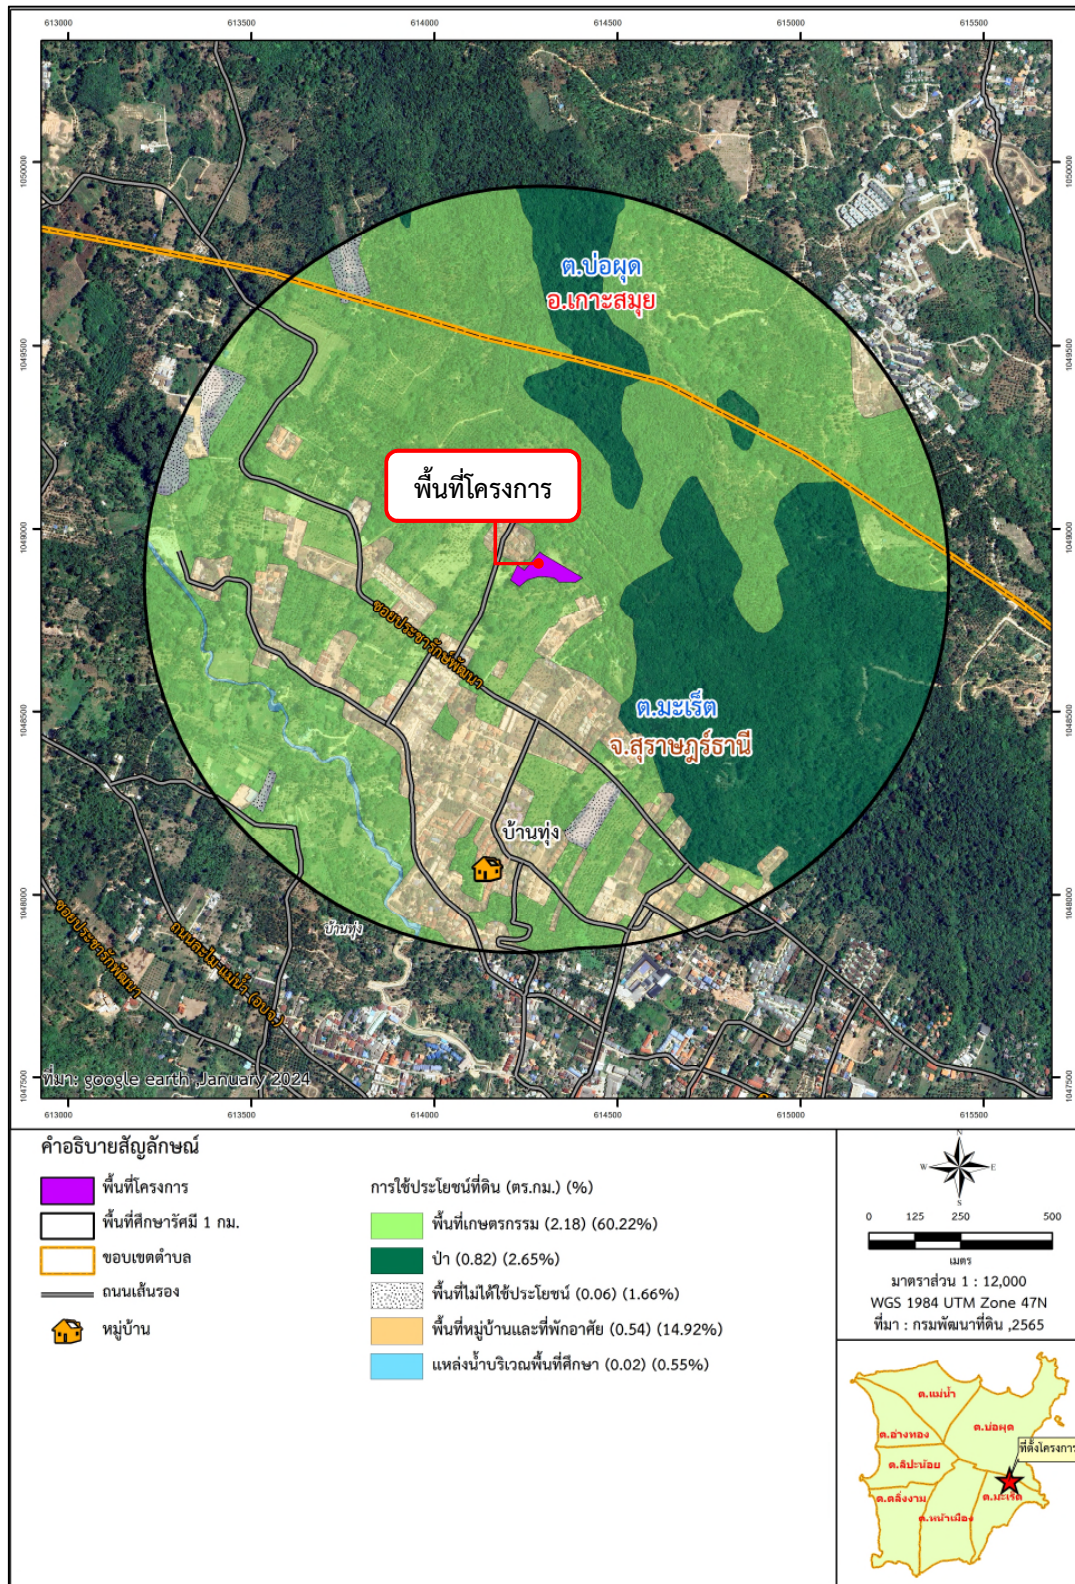 613000 613500 614000 614500 615000 615500
1050000 1050000
1049500 1049500
1049000 1049000
1048500 1048500
1048000 1048000
1047500 1047500
ต.บ่อผุด
อ.เกาะสมุย
พื้นที่โครงการ
ซอยประชารักษ์พัฒนา
ต.มะเร็ต
จ.สุราษฎร์ธานี
บ้านทุ่ง
บ้านทุ่ง
ซอยประชารักพัฒนา
ถนนละไม-แม่น้ำ (อบจ.)
ที่มา: google earth ,January 2024
613000 613500 614000 614500 615000 615500
คำอธิบายสัญลักษณ์
พื้นที่โครงการ
พื้นที่ศึกษารัศมี 1 กม.
ขอบเขตตำบล
ถนนเส้นรอง
หมู่บ้าน
การใช้ประโยชน์ที่ดิน (ตร.กม.) (%)
พื้นที่เกษตรกรรม (2.18) (60.22%)
ป่า (0.82) (2.65%)
พื้นที่ไม่ได้ใช้ประโยชน์ (0.06) (1.66%)
พื้นที่หมู่บ้านและที่พักอาศัย (0.54) (14.92%)
แหล่งน้ำบริเวณพื้นที่ศึกษา (0.02) (0.55%)
N
W E
S
0 125 250 500
เมตร
มาตราส่วน 1 : 12,000
WGS 1984 UTM Zone 47N
ที่มา : กรมพัฒนาที่ดิน ,2565
ต.แม่น้ำ
ต.บ่อผุด
ต.อ่างทอง
ที่ตั้งโครงการ
ต.ลิปะน้อย
ต.มะเร็ต
ต.ตลิ่งงาม
ต.หน้าเมือง